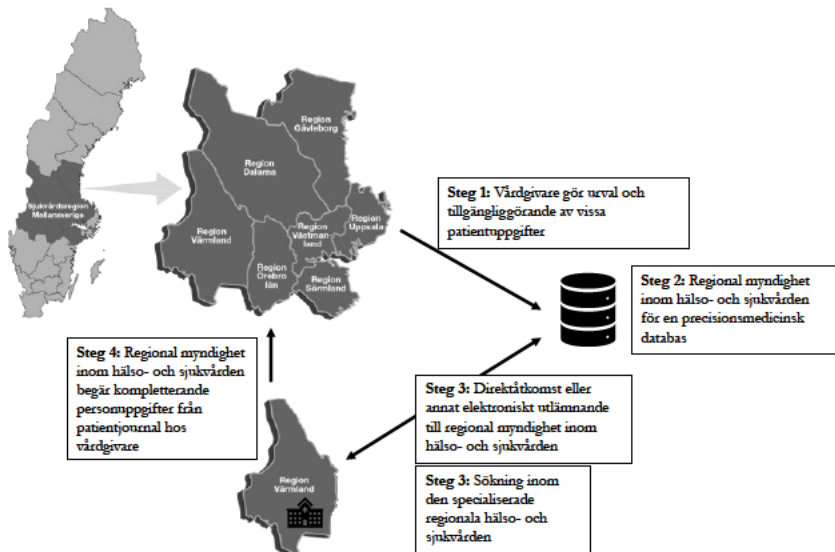 Sjukvårdsregion
Mellansverige
Region
Gävleborg
Region
Dalarna
Region
Värmland
Region
Örebro
län
Region
Västman-
land
Region
Uppsala
Region
Sörmland
Steg 1: Vårdgivare gör urval och
tillgängliggörande av vissa
patientuppgifter
Steg 2: Regional myndighet
inom hälso- och sjukvården
för en precisionsmedicinsk
databas
Steg 4: Regional myndighet
inom hälso- och sjukvården
begär kompletterande
personuppgifter från
patientjournal hos
vårdgivare
Steg 3: Direktåtkomst eller
annat elektroniskt utlämnande
till regional myndighet inom
hälso- och sjukvården
Region
Värmland
Steg 3: Sökning inom
den specialiserade
regionala hälso- och
sjukvården